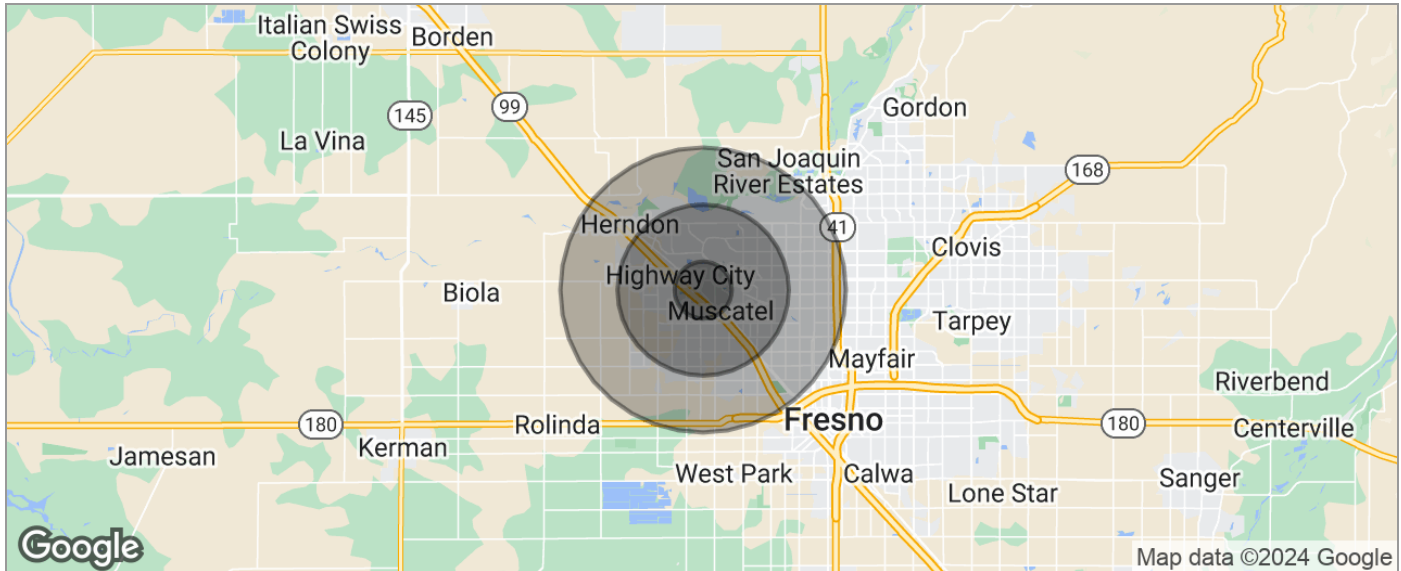 Italian Swiss
Colony
Borden
99
145
Gordon
La Vina
San Joaquin
River Estates
168
Herndon
41
Clovis
Highway City
Biola
Muscatel
Tarpey
Mayfair
Riverbend
180
Rolinda
Fresno
180
Centerville
Kerman
Jamesan
West Park
Calwa
Sanger
Lone Star
Google
Map data ©2024 Google